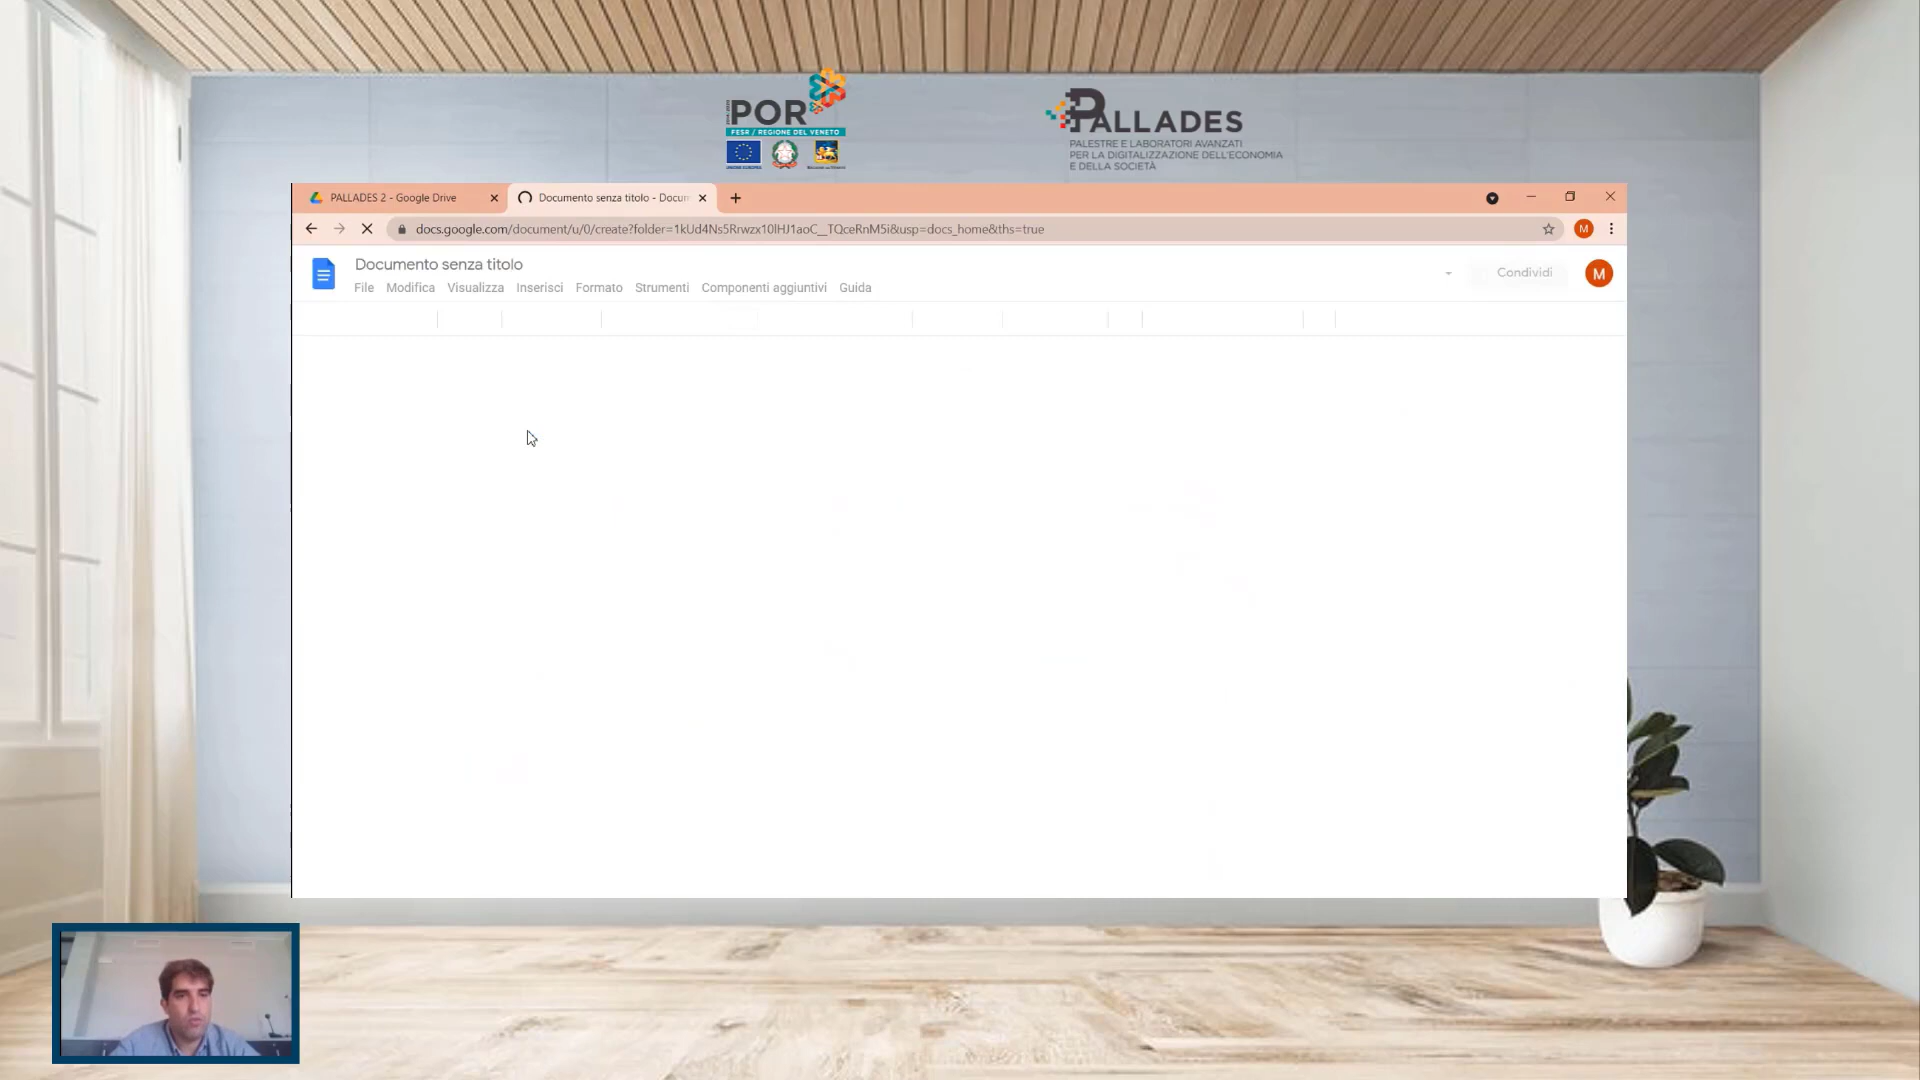 POR
FESR / REGIONE DEL VENETO
PALLADES
PALESTRE E LABORATORI AVANZATI
PER LA DIGITALIZZAZIONE DELL'ECONOMIA
E DELLA SOCIETÀ
PALLADES 2 - Google Drive
Documento senza titolo - Docum
docs.google.com/document/u/0/create?folder=1kUd4Ns5Rrwzx10lHJ1aoC__TQceRnM5i&usp=docs_home&ths=true
M
Documento senza titolo
Condividi
M
File Modifica Visualizza Inserisci Formato Strumenti Componenti aggiuntivi Guida